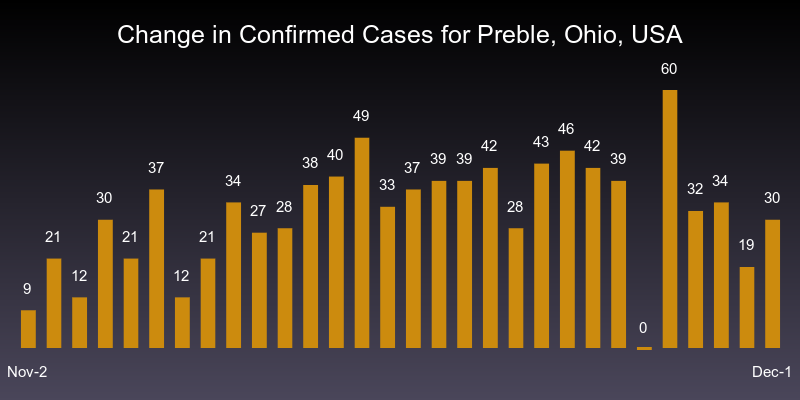 Change in Confirmed Cases for Preble, Ohio, USA
9 21 12 30 21 37 12 21 34 27 28 38 40 49 33 37 39 39 42 28 43 46 42 39 0 60 32 34 19 30
Nov-2 Dec-1